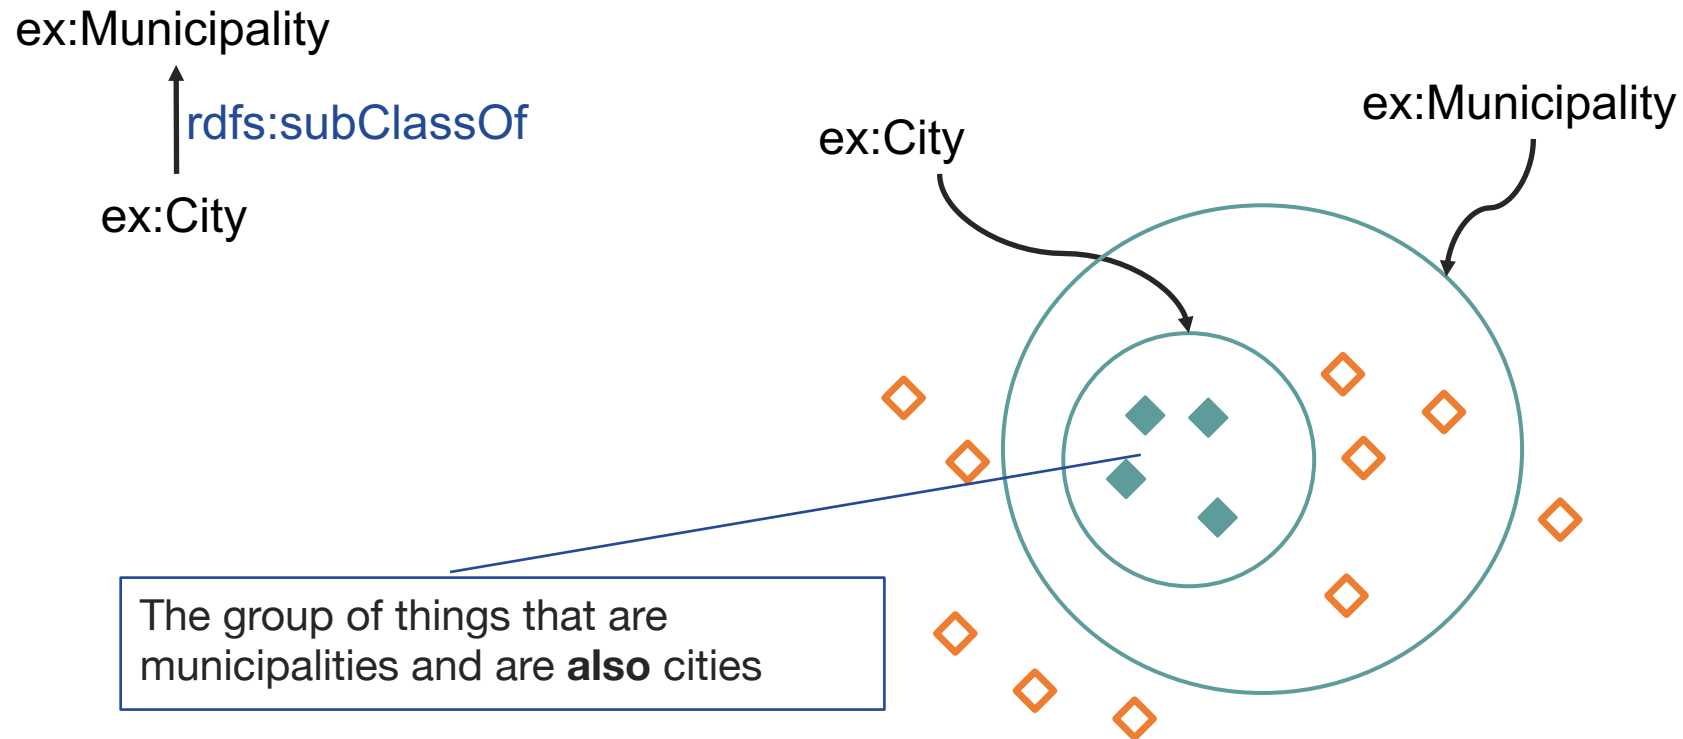 ex:Municipality
rdfs:subClassOf
ex:City
ex:City
ex:Municipality
The group of things that are
municipalities and are also cities